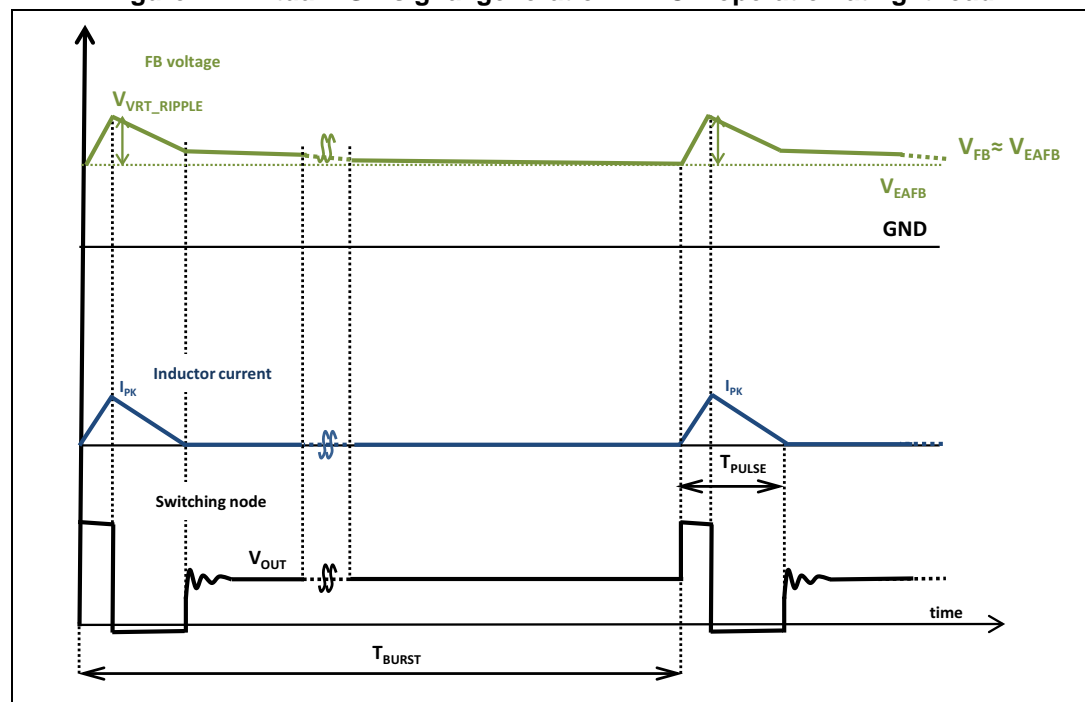 FB voltage
VVRT_RIPPLE
VFB≈ VEAFB
VEAFB
GND
Inductor current
IPK
IPK
TPULSE
Switching node
VOUT
time
TBURST